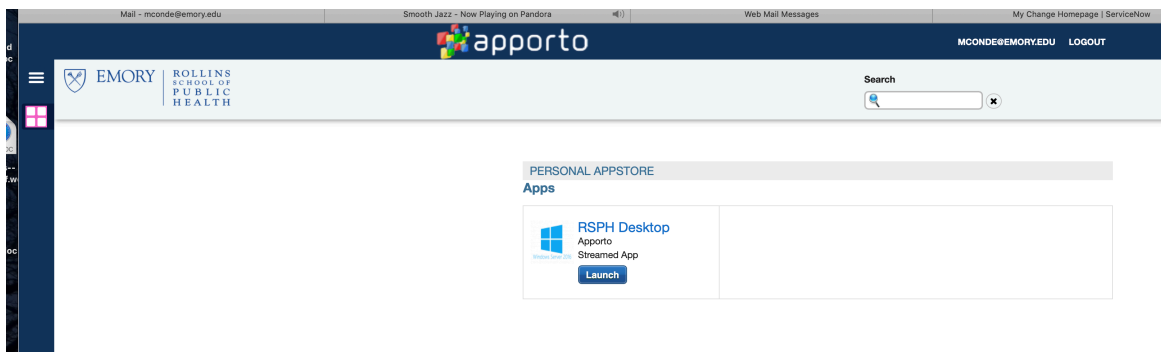 Mail - mconde@emory.edu
Smooth Jazz - Now Playing on Pandora
Web Mail Messages
My Change Homepage | ServiceNow
apporto
MCONDE@EMORY.EDU LOGOUT
EMORY
ROLLINS
SCHOOL OF
PUBLIC
HEALTH
Search
PERSONAL APPSTORE
Apps
RSPH Desktop
Apporto
Streamed App
Launch